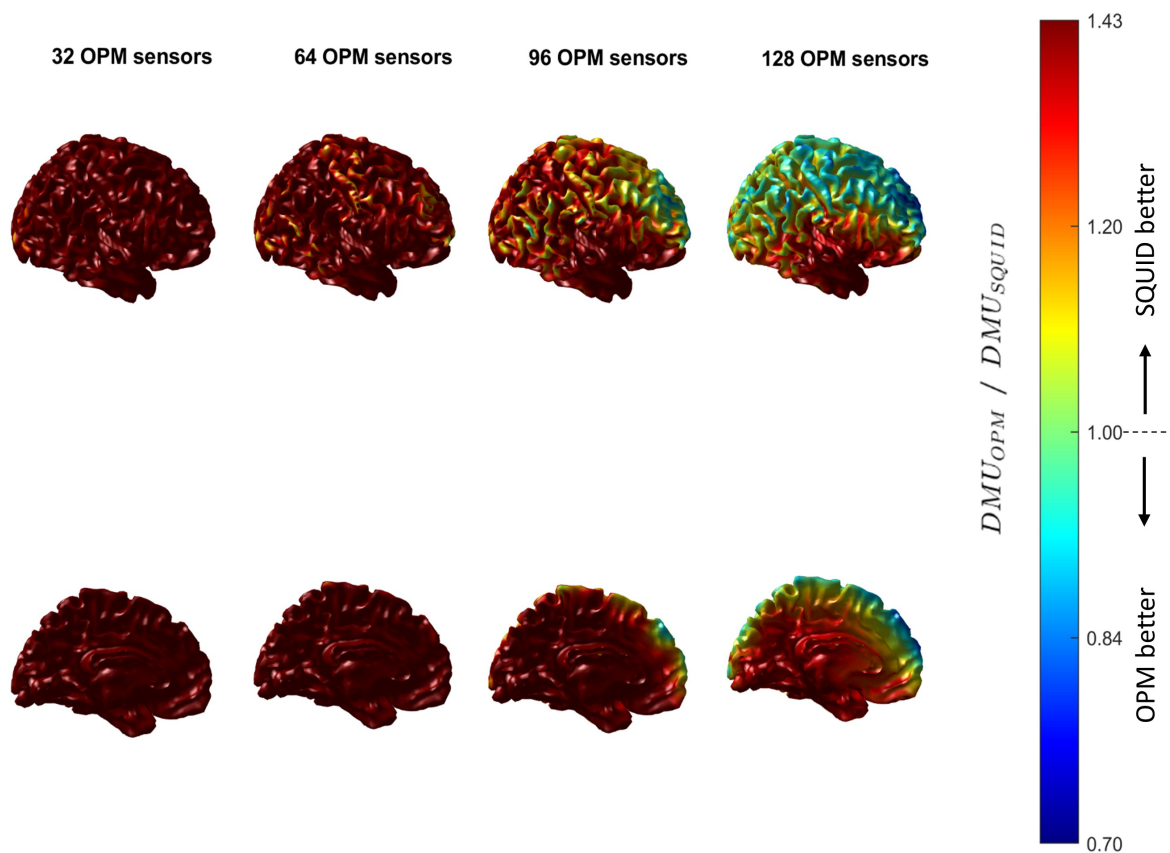 32 OPM sensors
64 OPM sensors
96 OPM sensors
128 OPM sensors
DMU_OPM / DMU_SQUID
1.43
1.20
1.00
0.84
0.70
SQUID better
OPM better